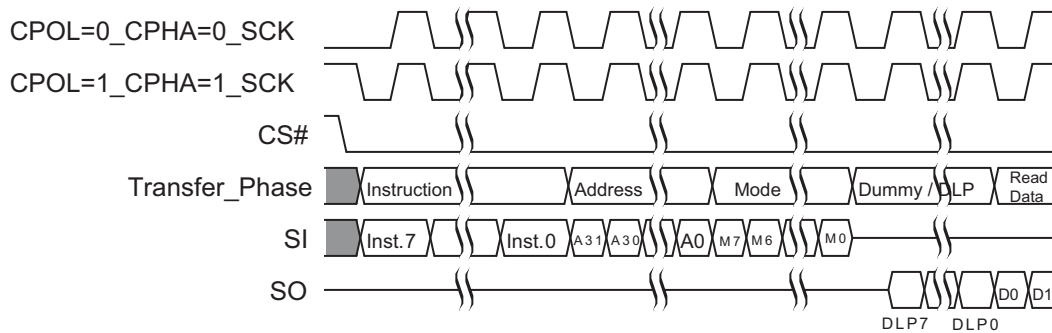 CPOL=0_CPHA=0_SCK
CPOL=1_CPHA=1_SCK
CS#
Transfer_Phase Instruction Address Mode Dummy / DLP Read Data
SI Inst.7 Inst.0 A31 A30 A0 M7 M6 M0
SO D0 D1
DLP7 DLP0